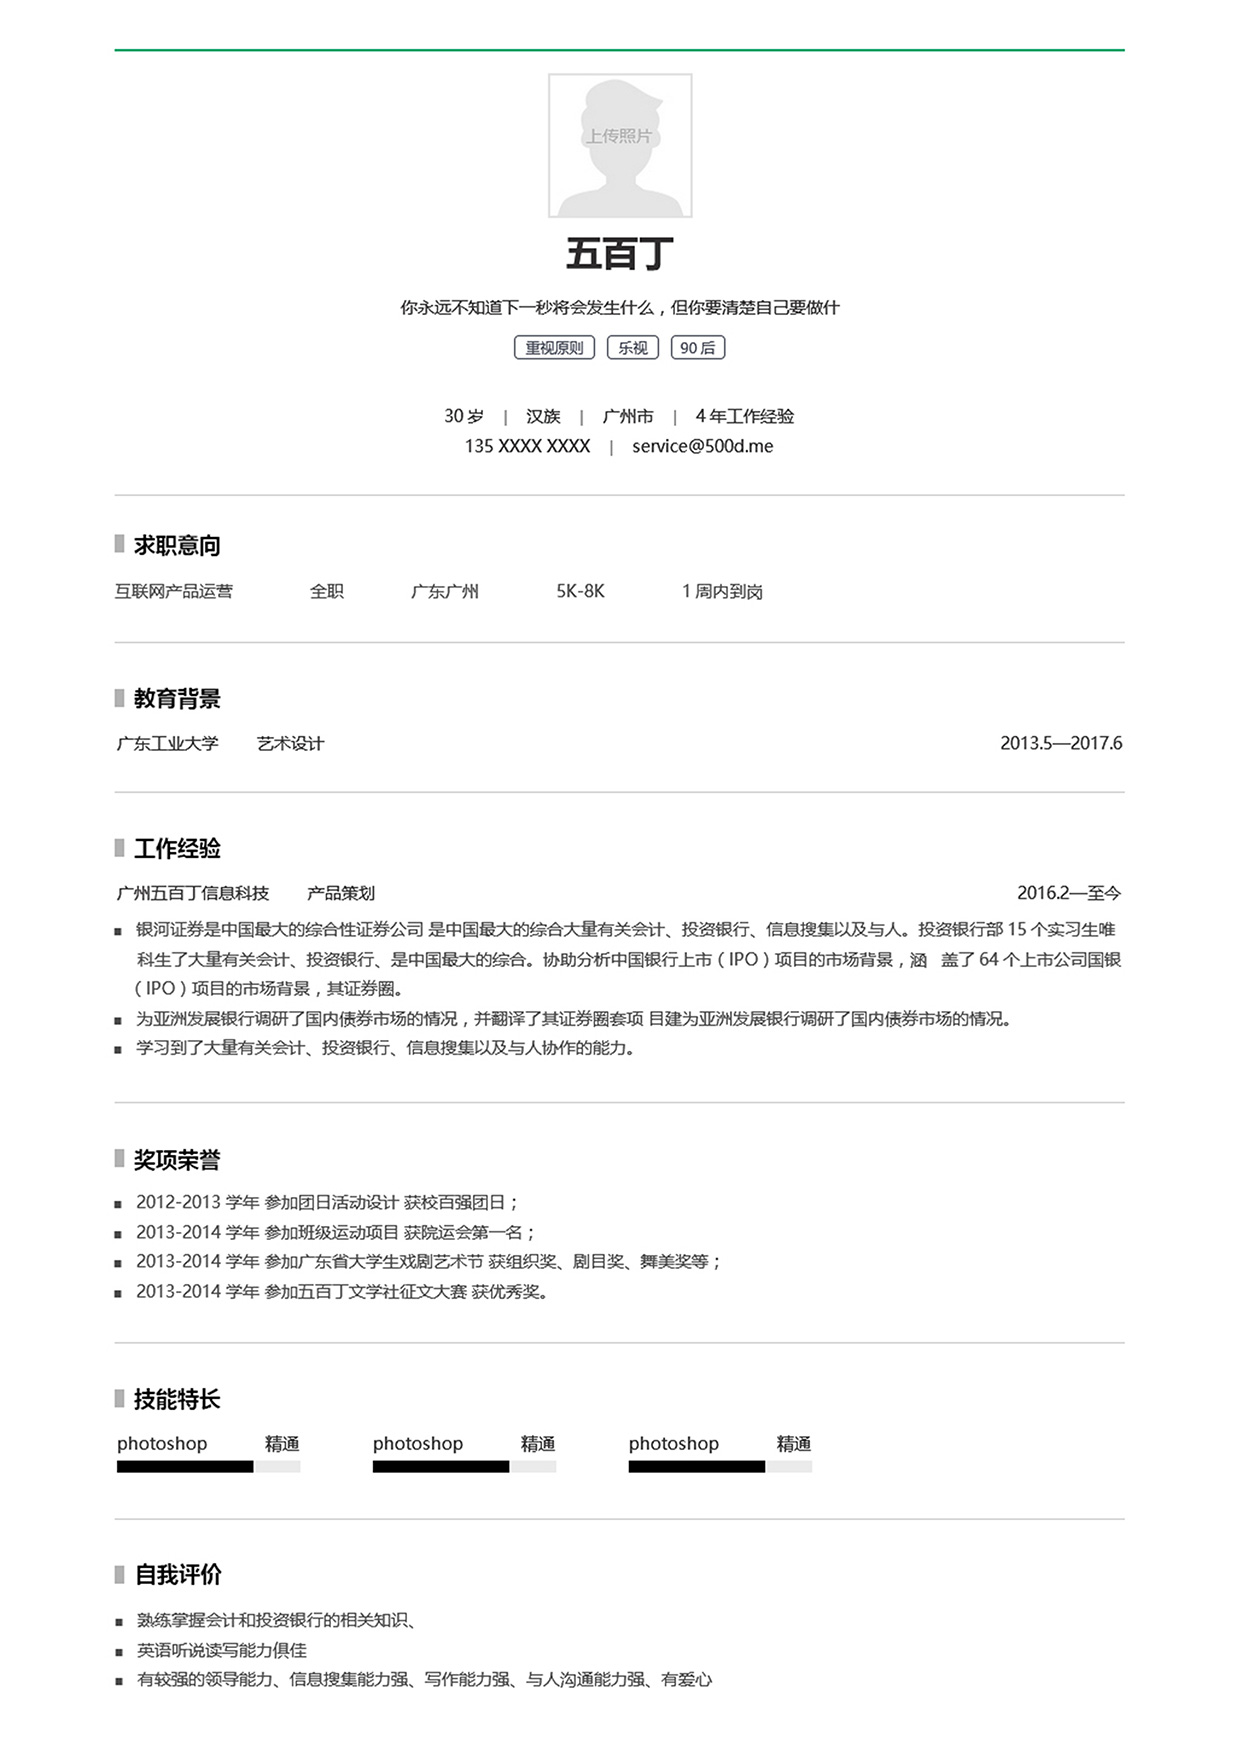 上传照片
五百丁
你永远不知道下一秒将会发生什么，但你要清楚自己要做什
重视原则 乐视 90后
30岁 | 汉族 | 广州市 | 4年工作经验
135 XXXX XXXX | service@500d.me
求职意向
互联网产品运营 全职 广东广州 5K-8K 1周内到岗
教育背景
广东工业大学 艺术设计 2013.5—2017.6
工作经验
广州五百丁信息科技 产品策划 2016.2—至今
银河证券是中国最大的综合性证券公司 是中国最大的综合大量有关会计、投资银行、信息搜集以及与人。投资银行部 15 个实习生唯
科生了大量有关会计、投资银行、是中国最大的综合。协助分析中国银行上市（IPO）项目的市场背景，涵 盖了 64 个上市公司国银
（IPO）项目的市场背景，其证券圈。
为亚洲发展银行调研了国内债券市场的情况，并翻译了其证券圈套项 目建为亚洲发展银行调研了国内债券市场的情况。
学习到了大量有关会计、投资银行、信息搜集以及与人协作的能力。
奖项荣誉
2012-2013 学年 参加团日活动设计 获校百强团日；
2013-2014 学年 参加班级运动项目 获院运会第一名；
2013-2014 学年 参加广东省大学生戏剧艺术节 获组织奖、剧目奖、舞美奖等；
2013-2014 学年 参加五百丁文学社征文大赛 获优秀奖。
技能特长
photoshop 精通 photoshop 精通 photoshop 精通
自我评价
熟练掌握会计和投资银行的相关知识、
英语听说读写能力俱佳
有较强的领导能力、信息搜集能力强、写作能力强、与人沟通能力强、有爱心